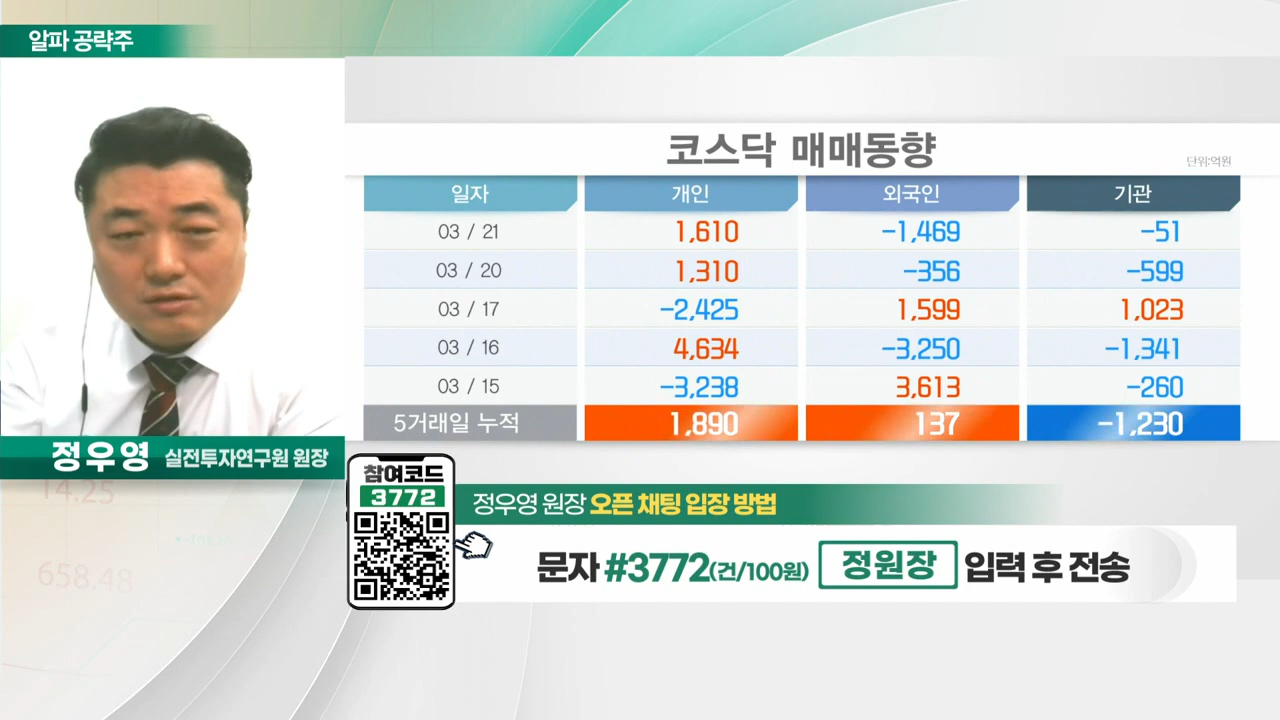 알파 공략주
코스닥 매매동향
단위:억원
일자 개인 외국인 기관
03 / 21 1,610 -1,469 -51
03 / 20 1,310 -356 -599
03 / 17 -2,425 1,599 1,023
03 / 16 4,634 -3,250 -1,341
03 / 15 -3,238 3,613 -260
5거래일 누적 1,890 137 -1,230
정우영 실전투자연구원 원장
14.25
658.48
참여코드
3772
정우영 원장 오픈 채팅 입장 방법
문자 #3772(건/100원) 정원장 입력 후 전송